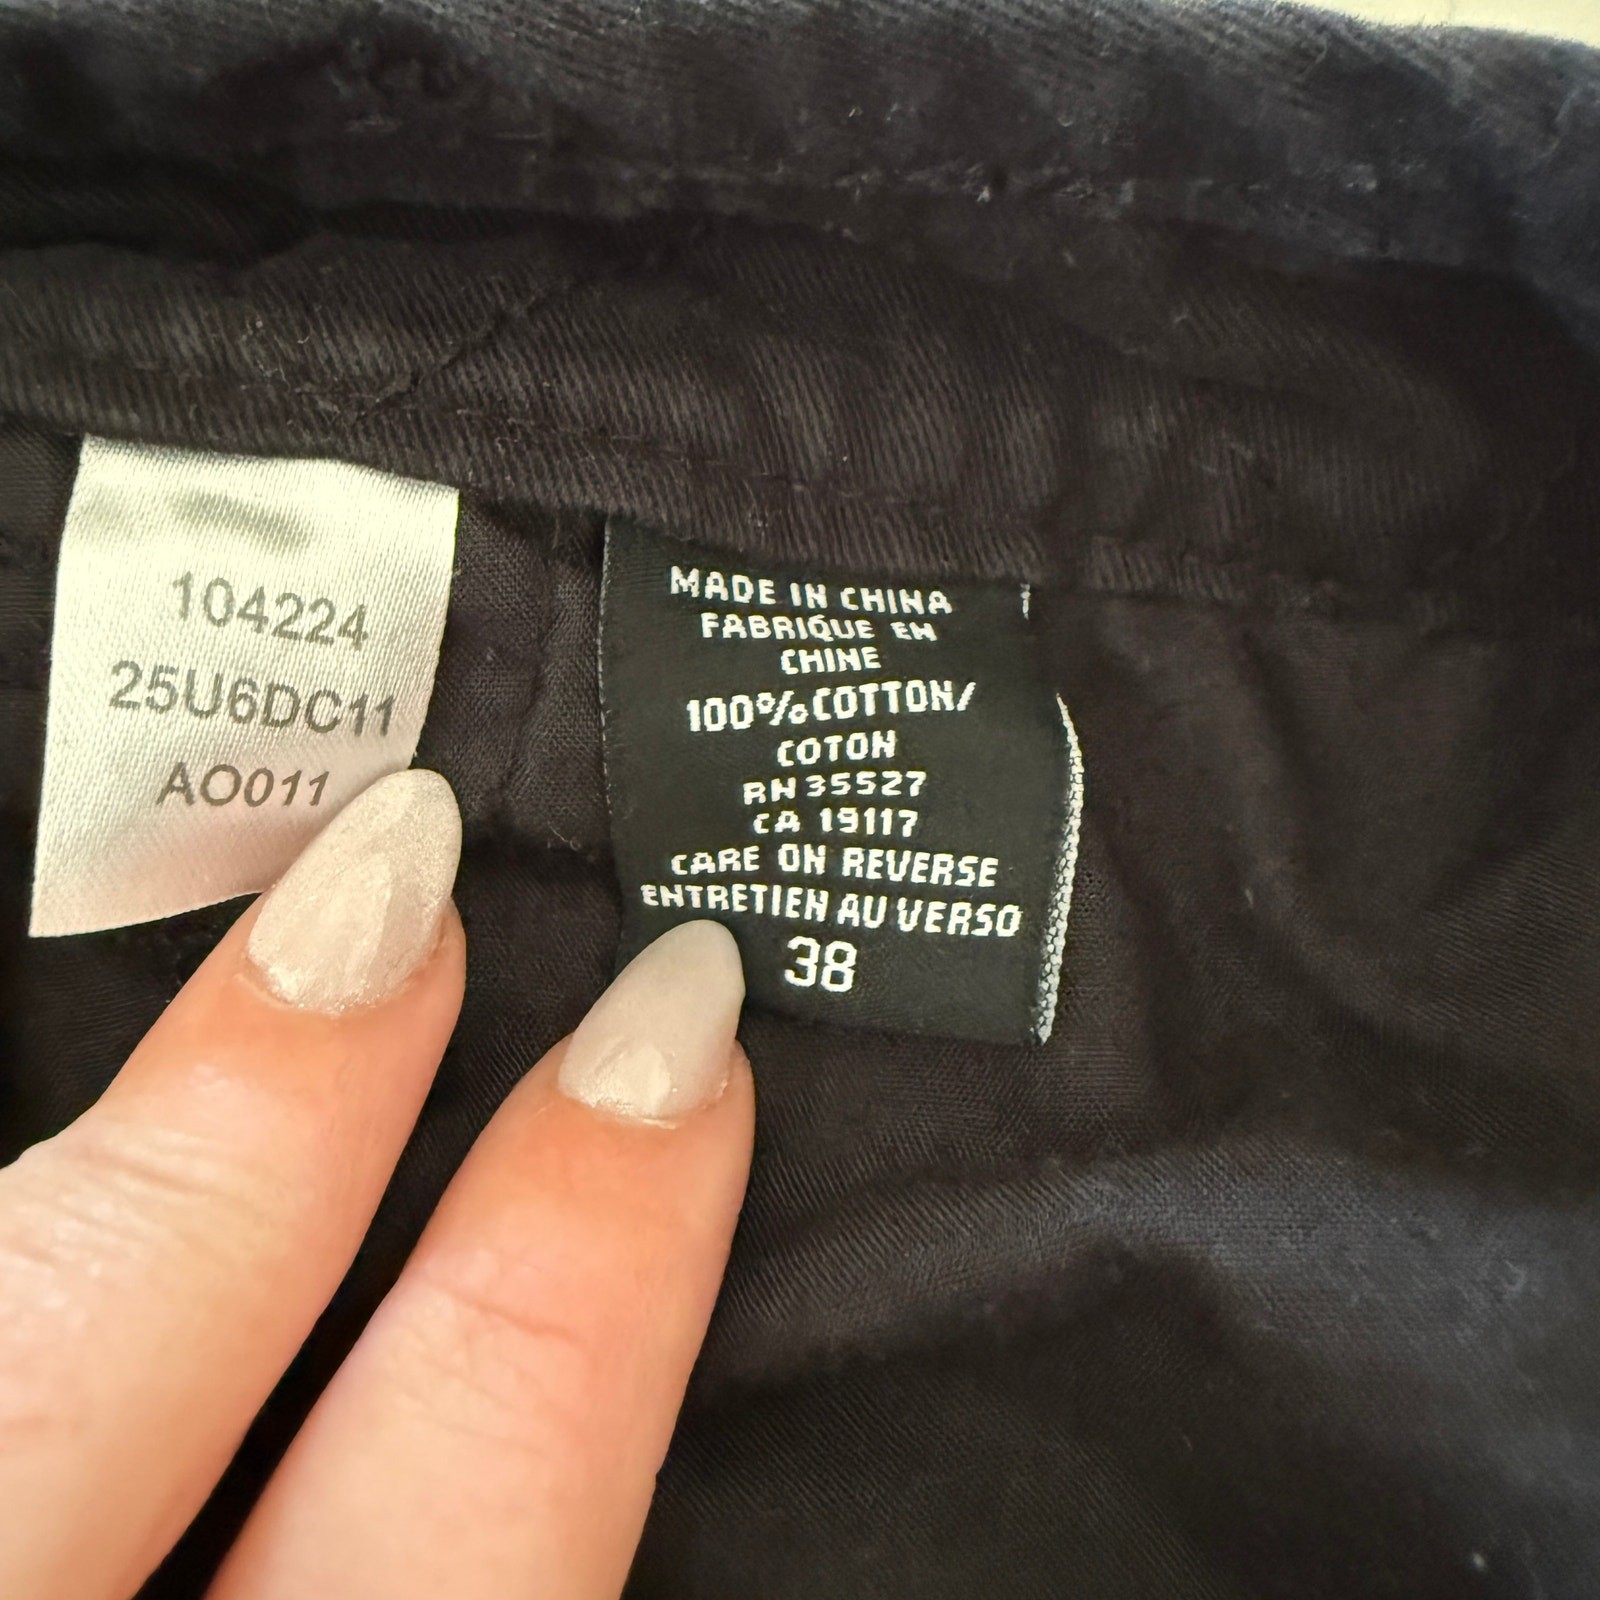 104224
25U6DC11
AO011
MADE IN CHINA
FABRIQUE EN
CHINE
100% COTTON/
COTON
RN 35527
CA 19117
CARE ON REVERSE
ENTRETIEN AU VERSO
38